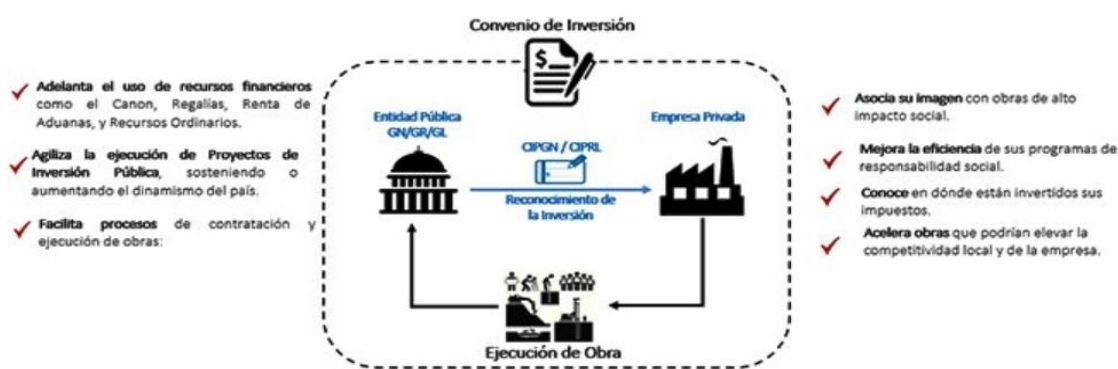 Convenio de Inversión
$
Adelanta el uso de recursos financieros
como el Canon, Regalías, Renta de
Aduanas, y Recursos Ordinarios.
Agiliza la ejecución de Proyectos de
Inversión Pública, sosteniendo o
aumentando el dinamismo del país.
Facilita procesos de contratación y
ejecución de obras:
Entidad Pública
GN/GR/GL
CIPGN / CIPRL
Reconocimiento de
la Inversión
Empresa Privada
Ejecución de Obra
Asocia su imagen con obras de alto
impacto social.
Mejora la eficiencia de sus programas de
responsabilidad social.
Conoce en dónde están invertidos sus
impuestos.
Acelera obras que podrían elevar la
competitividad local y de la empresa.